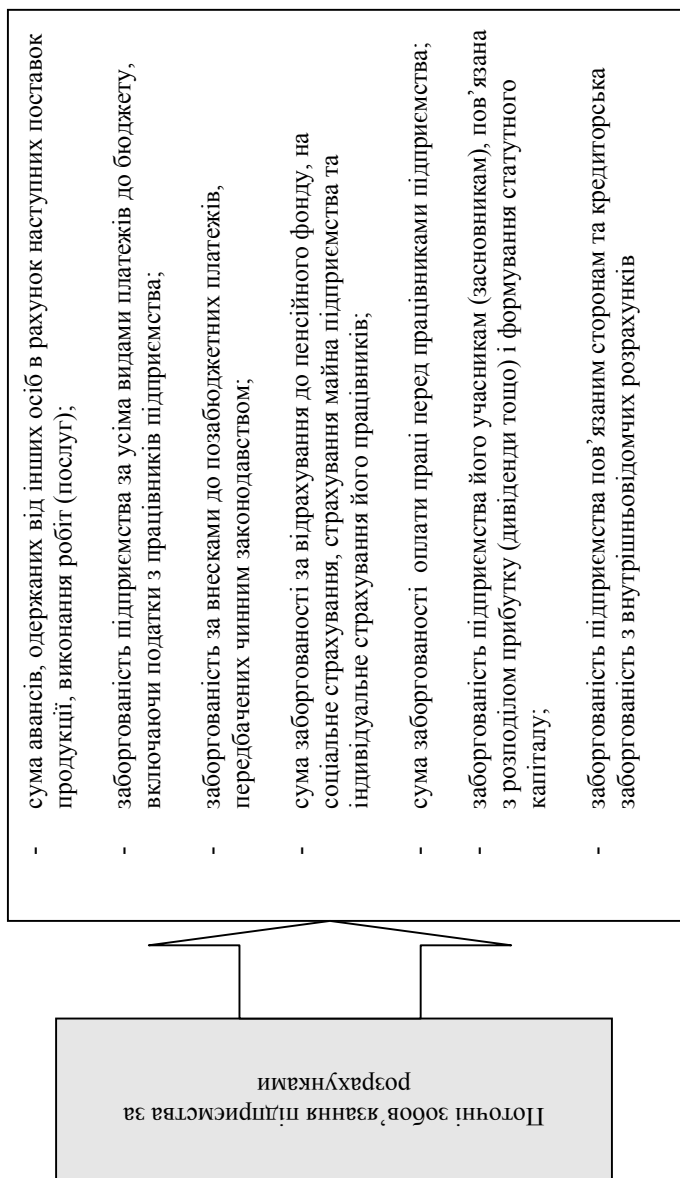 Поточні зобов’язання підприємства за
розрахунками
- сума авансів, одержаних від інших осіб в рахунок наступних поставок
продукції, виконання робіт (послуг);
- заборгованість підприємства за усіма видами платежів до бюджету,
включаючи податки з працівників підприємства;
- заборгованість за внесками до позабюджетних платежів,
передбачених чинним законодавством;
- сума заборгованості за відрахування до пенсійного фонду, на
соціальне страхування, страхування майна підприємства та
індивідуальне страхування його працівників;
- сума заборгованості оплати праці перед працівниками підприємства;
- заборгованість підприємства його учасникам (засновникам), пов’язана
з розподілом прибутку (дивіденди тощо) і формування статутного
капіталу;
- заборгованість підприємства пов’язаним сторонам та кредиторська
заборгованість з внутрішньовідомчих розрахунків